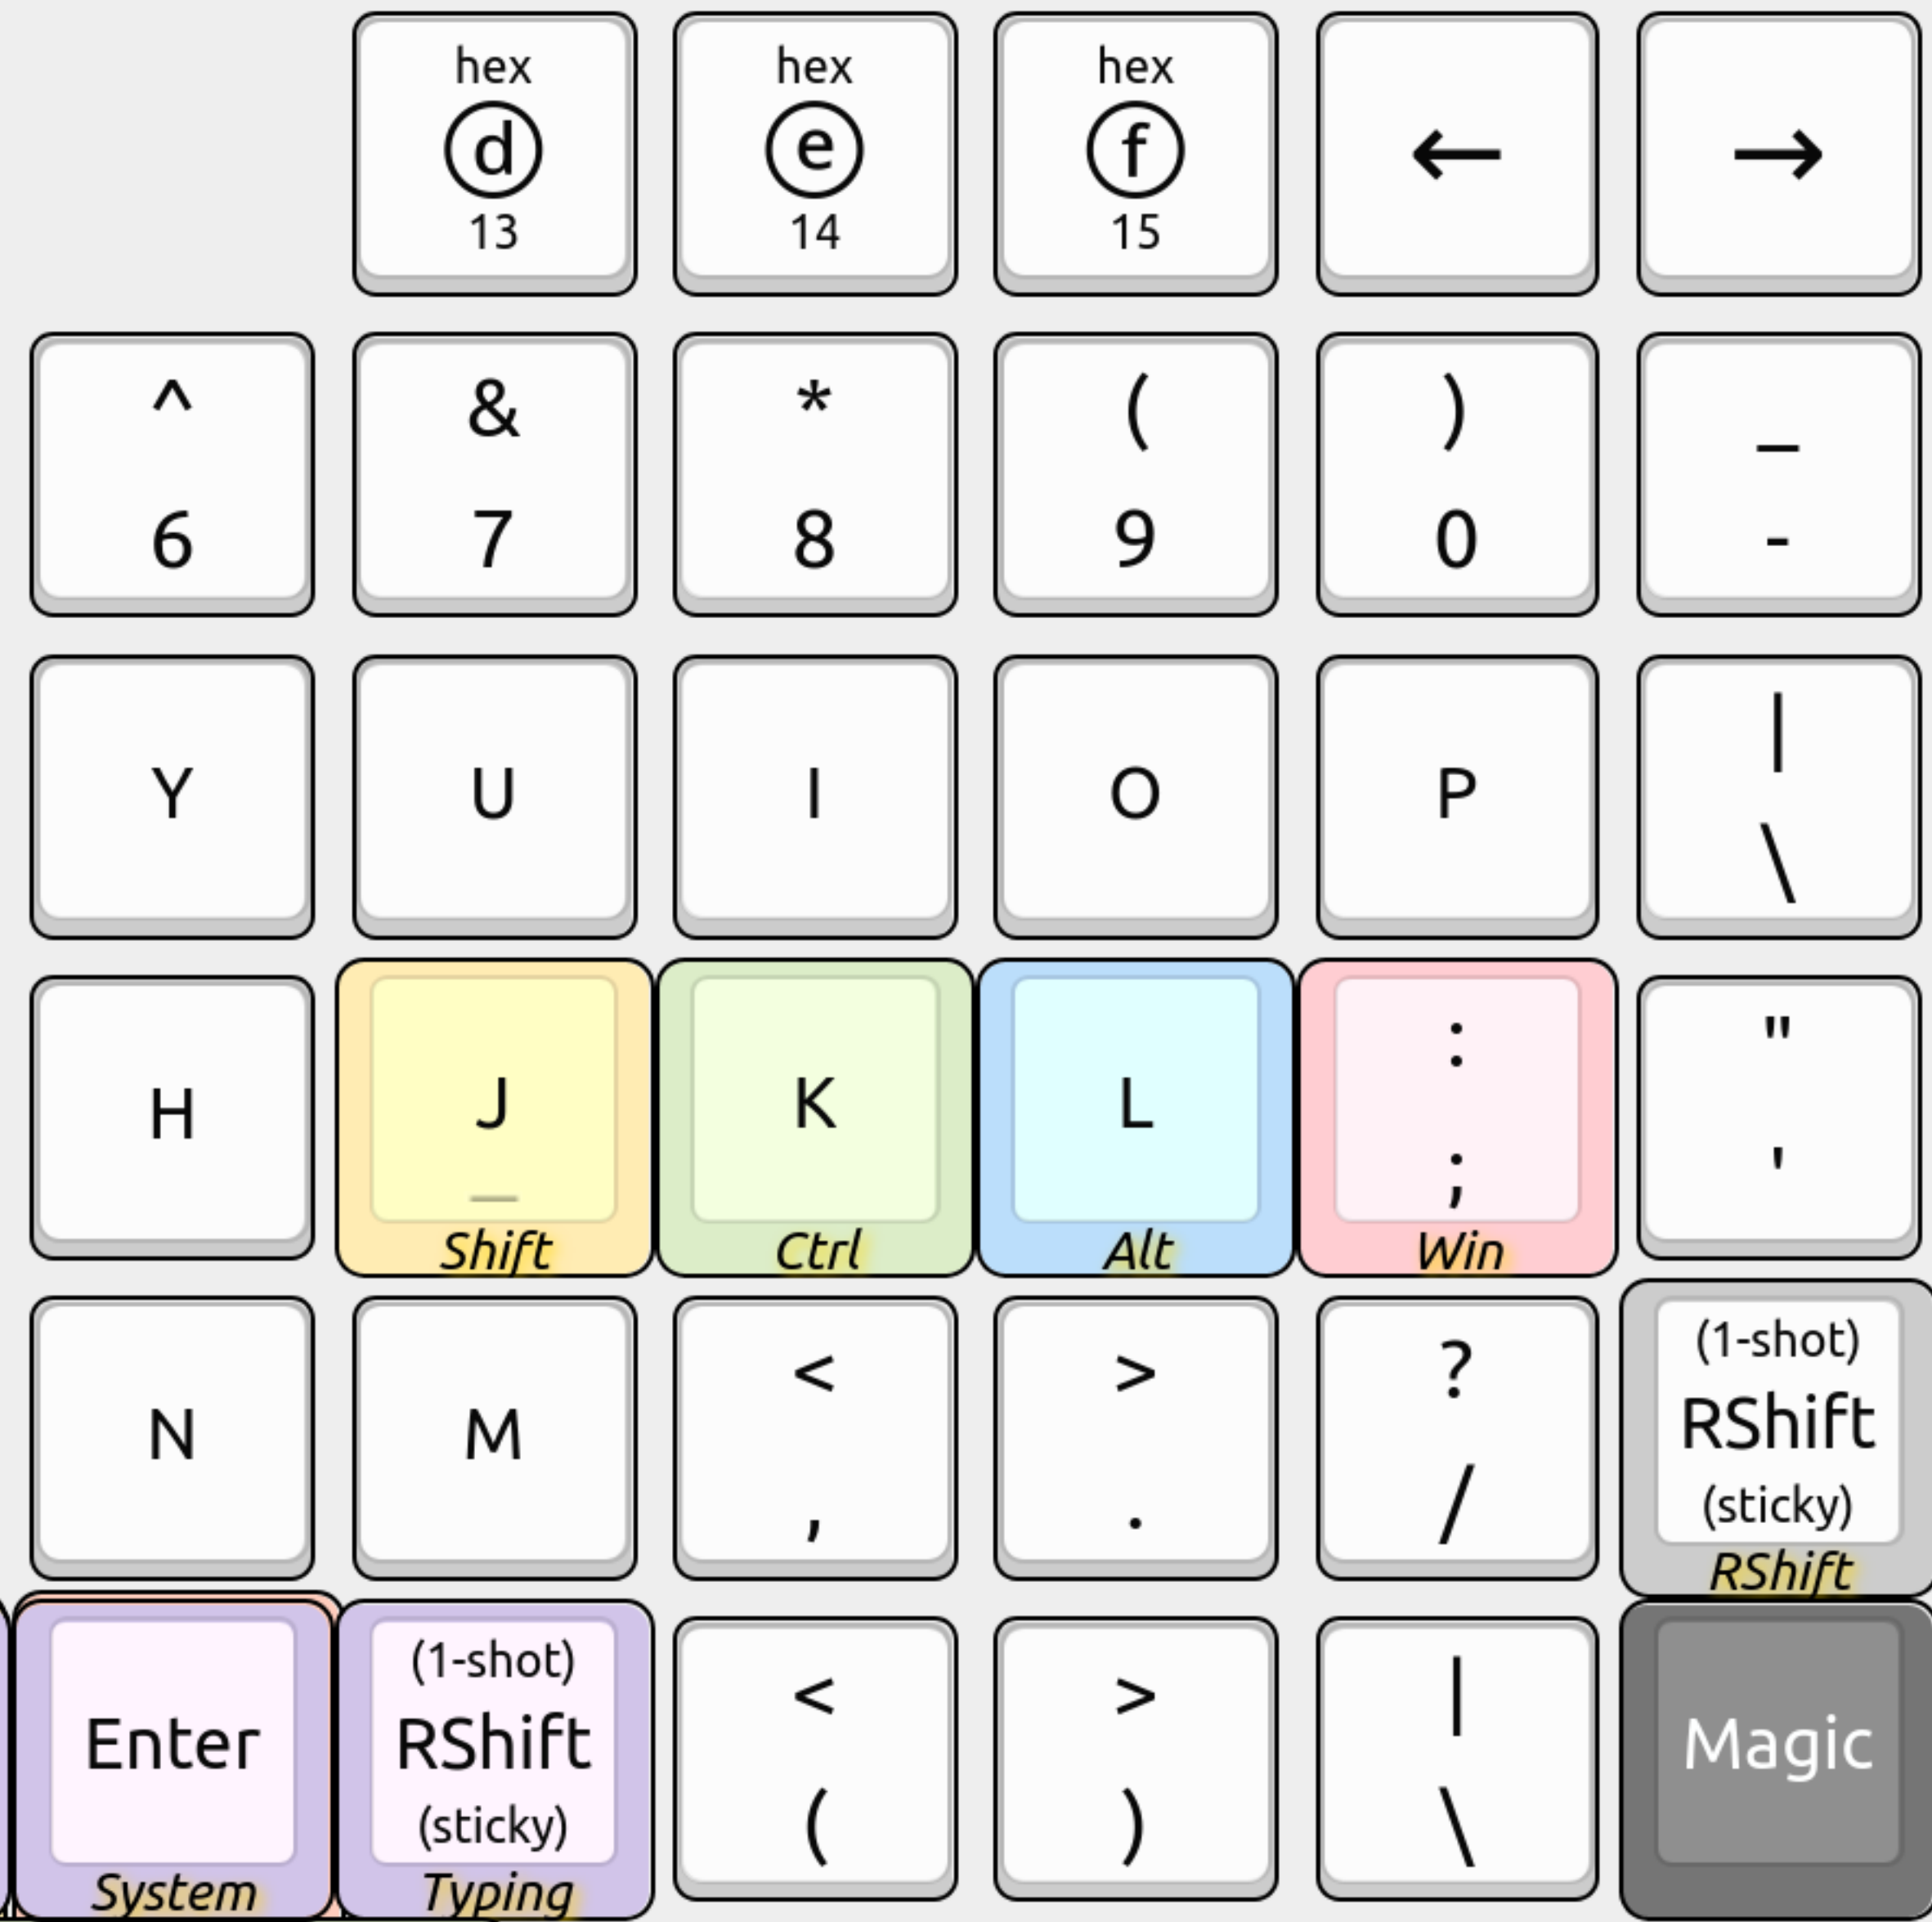 hex hex hex
ⓓ ⓔ ⓕ ← →
13 14 15
^ & * ( ) _
6 7 8 9 0 -
Y U I O P |
\
H J K L : "
; '
_
Shift Ctrl Alt Win
N M < > ? (1-shot)
RShift
, . / (sticky)
RShift
Enter (1-shot) < > | Magic
RShift
(sticky) ( ) \
System Typing